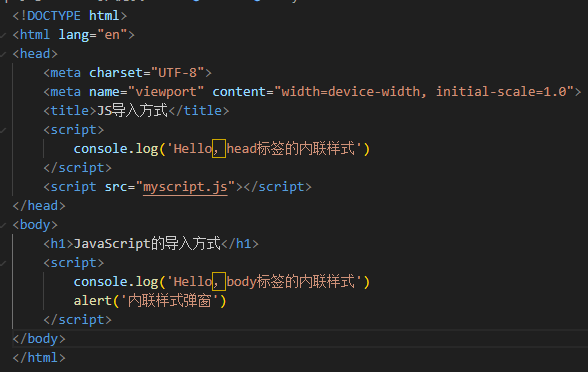 <!DOCTYPE html>
<html lang="en">
<head>
    <meta charset="UTF-8">
    <meta name="viewport" content="width=device-width, initial-scale=1.0">
    <title>JS导入方式</title>
    <script>
        console.log('Hello，head标签的内联样式')
    </script>
    <script src="myscript.js"></script>
</head>
<body>
    <h1>JavaScript的导入方式</h1>
    <script>
        console.log('Hello，body标签的内联样式')
        alert('内联样式弹窗')
    </script>
</body>
</html>